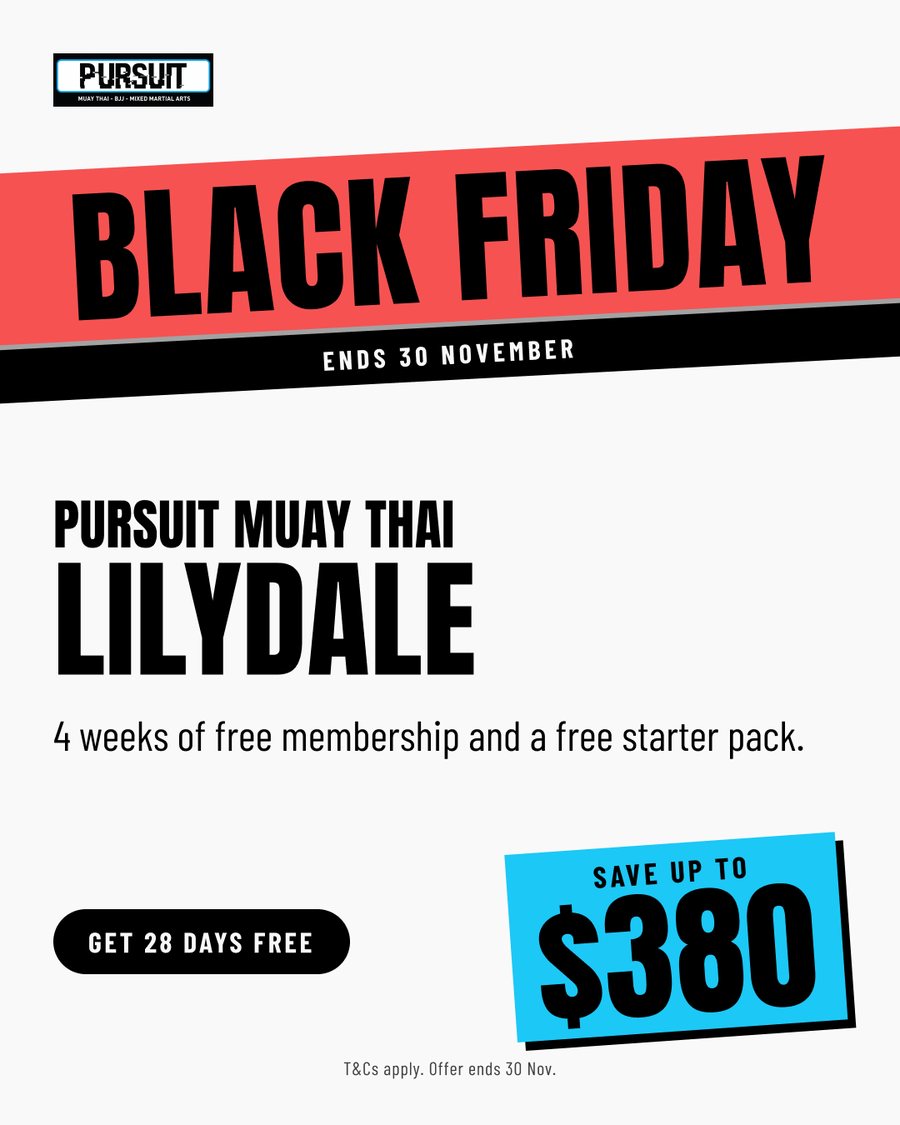 PURSUIT
MUAY THAI - BJJ - MIXED MARTIAL ARTS
BLACK FRIDAY
ENDS 30 NOVEMBER
PURSUIT MUAY THAI
LILYDALE
4 weeks of free membership and a free starter pack.
SAVE UP TO
$380
GET 28 DAYS FREE
T&Cs apply. Offer ends 30 Nov.